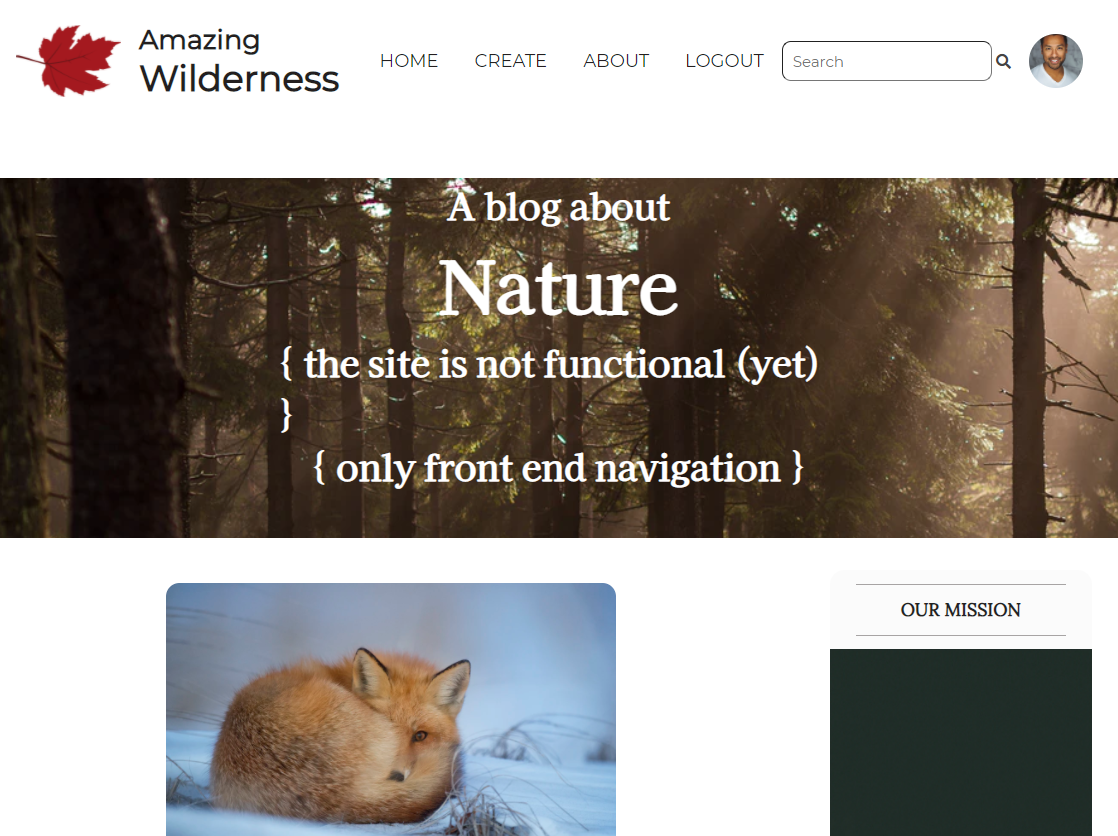 Amazing
Wilderness
HOME CREATE ABOUT LOGOUT Search
A blog about
Nature
{ the site is not functional (yet)
}
{ only front end navigation }
OUR MISSION